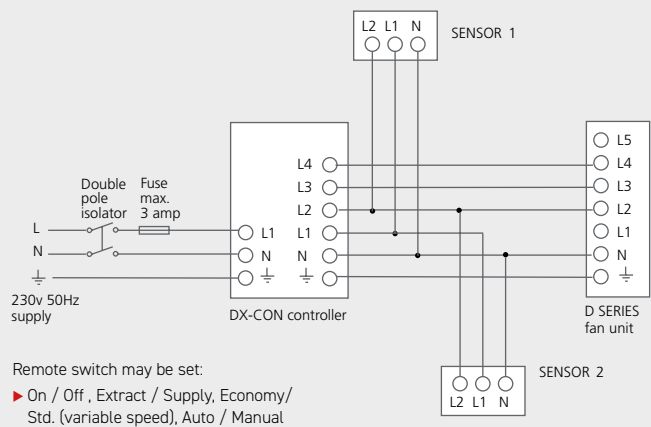 L2 L1 N
SENSOR 1
L5
L4
L3
L2
L1
N
D SERIES
fan unit
Double
pole
isolator
Fuse
max.
3 amp
L
N
230v 50Hz
supply
L1
N
L4
L3
L2
L1
N
DX-CON controller
SENSOR 2
L2 L1 N
Remote switch may be set:
▶ On / Off , Extract / Supply, Economy/
Std. (variable speed), Auto / Manual